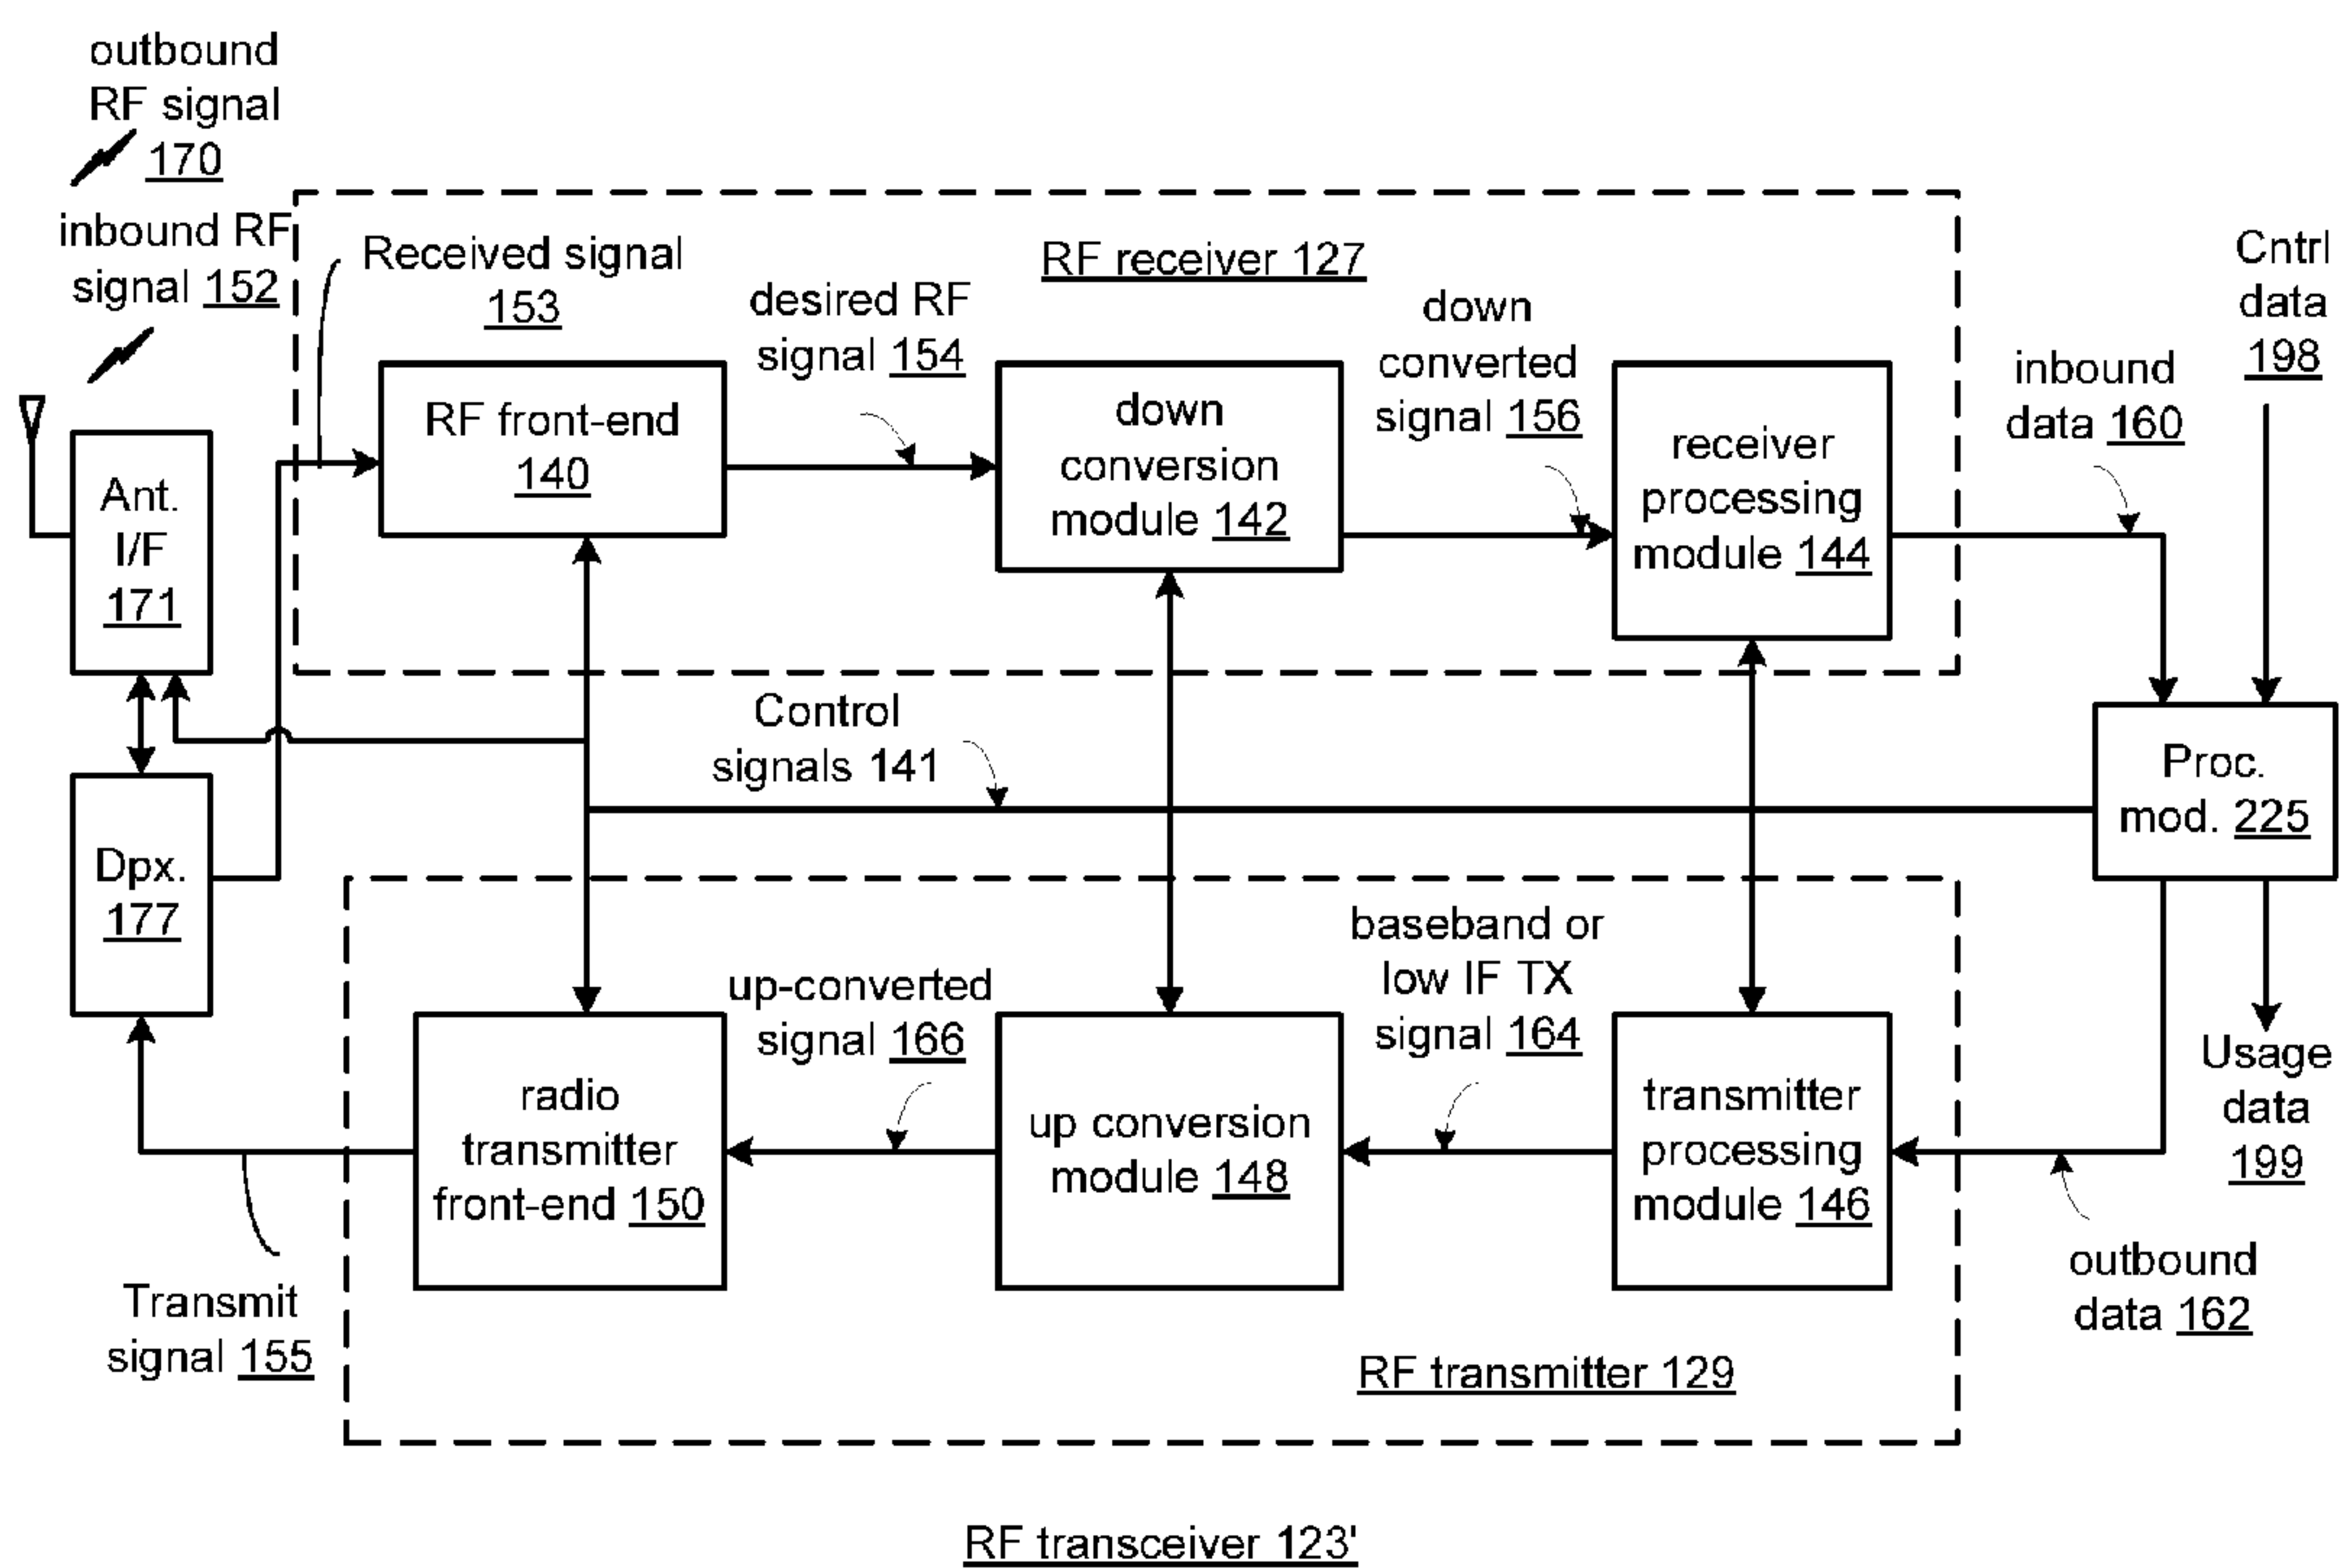 outbound
RF signal
170
inbound RF
signal 152
Received signal
153
desired RF
signal 154
RF receiver 127
down
converted
signal 156
Cntrl
data
198
inbound
data 160
RF front-end
140
down
conversion
module 142
receiver
processing
module 144
Ant.
I/F
171
Control
signals 141
Proc.
mod. 225
Dpx.
177
up-converted
signal 166
baseband or
low IF TX
signal 164
Usage
data
199
radio
transmitter
front-end 150
up conversion
module 148
transmitter
processing
module 146
outbound
data 162
Transmit
signal 155
RF transmitter 129
RF transceiver 123'